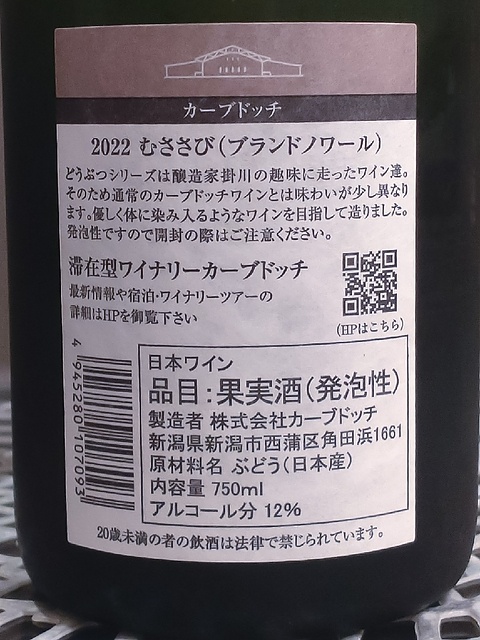 カーブドッチ
2022 むささび(ブランドノワール)
どうぶつシリーズは醸造家掛川の趣味に走ったワイン達。
そのため通常のカーブドッチワインとは味わいが少し異なり
ます。優しく体に染み入るようなワインを目指して造りました。
発泡性ですので開封の際はご注意ください。
滞在型ワイナリーカーブドッチ
最新情報や宿泊・ワイナリーツアーの
詳細はHPを御覧下さい
(HPはこちら)
4945280107093
日本ワイン
品目:果実酒(発泡性)
製造者 株式会社カーブドッチ
新潟県新潟市西蒲区角田浜1661
原材料名 ぶどう(日本産)
内容量 750ml
アルコール分 12%
20歳未満の者の飲酒は法律で禁じられています。